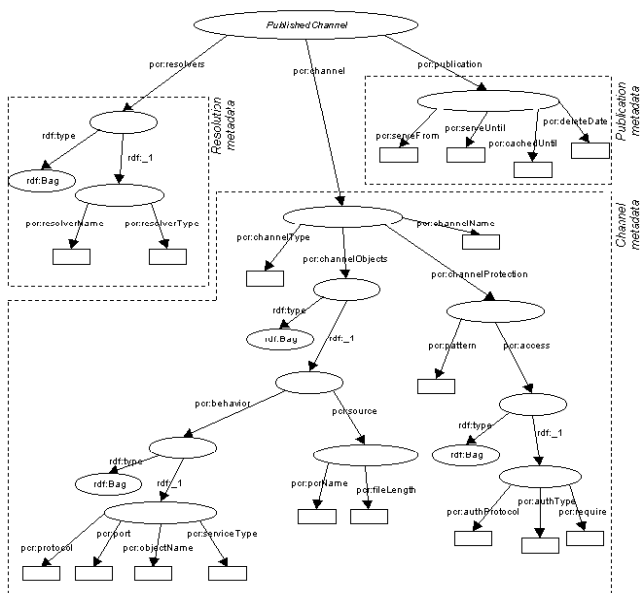 PublishedChannel
pcr:resolvers
pcr:channel
pcr:publication
Resolution
metadata
rdf:type
rdf:_1
rdf:Bag
pcr:resolverName
pcr:resolverType
Publication
metadata
pcr:serveFrom
pcr:serveUntil
pcr:cachedUntil
pcr:deleteDate
Channel
metadata
pcr:channelType
pcr:channelObjects
pcr:channelName
pcr:channelProtection
rdf:type
rdf:Bag
rdf:_1
pcr:pattern
pcr:access
pcr:behavior
pcr:source
rdf:type
rdf:Bag
rdf:_1
rdf:type
rdf:Bag
rdf:_1
pcr:pcrName
pcr:fileLength
pcr:authProtocol
pcr:authType
pcr:require
pcr:protocol
pcr:port
pcr:objectName
pcr:serviceType